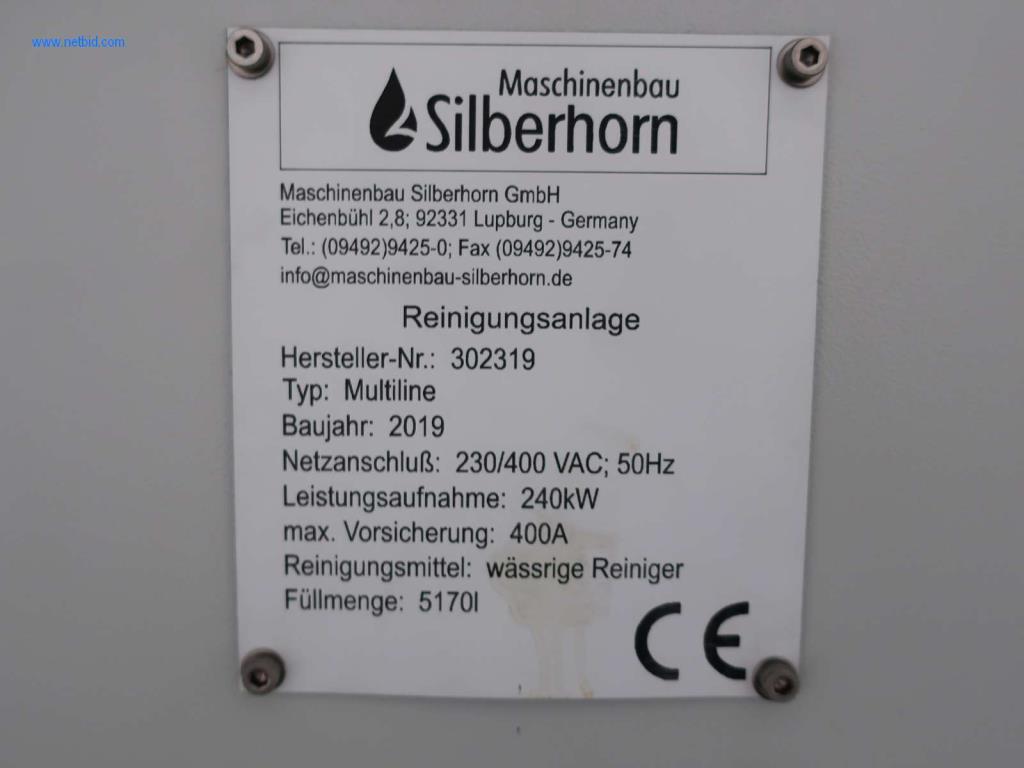 www.netbid.com
Maschinenbau
Silberhorn
Maschinenbau Silberhorn GmbH
Eichenbühl 2,8; 92331 Lupburg - Germany
Tel.: (09492)9425-0; Fax (09492)9425-74
info@maschinenbau-silberhorn.de
Reinigungsanlage
Hersteller-Nr.: 302319
Typ: Multiline
Baujahr: 2019
Netzanschluß: 230/400 VAC; 50Hz
Leistungsaufnahme: 240kW
max. Vorsicherung: 400A
Reinigungsmittel: wässrige Reiniger
Füllmenge: 5170l
CE